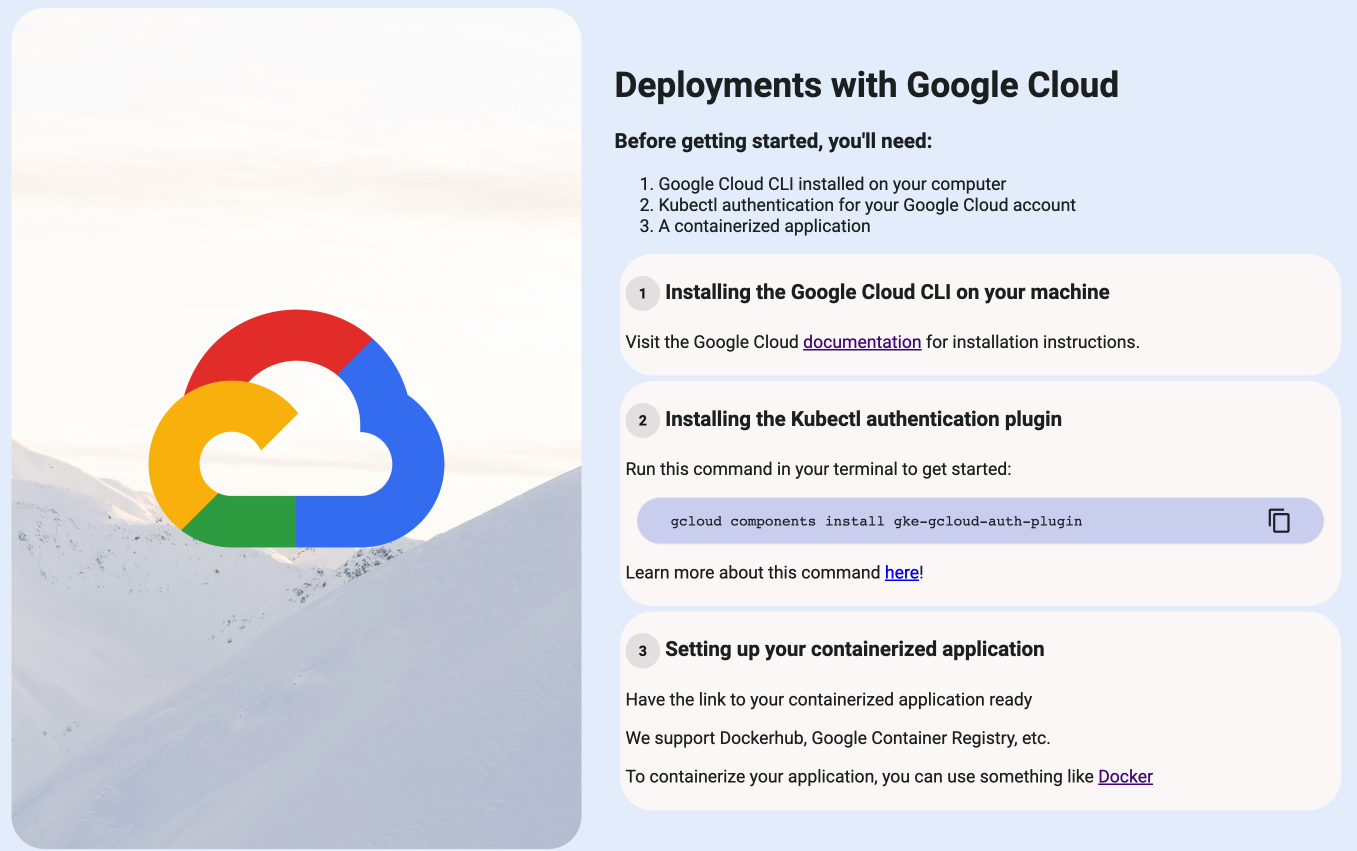 Deployments with Google Cloud
Before getting started, you'll need:
1. Google Cloud CLI installed on your computer
2. Kubectl authentication for your Google Cloud account
3. A containerized application
1 Installing the Google Cloud CLI on your machine
Visit the Google Cloud documentation for installation instructions.
2 Installing the Kubectl authentication plugin
Run this command in your terminal to get started:
gcloud components install gke-gcloud-auth-plugin
Learn more about this command here!
3 Setting up your containerized application
Have the link to your containerized application ready
We support Dockerhub, Google Container Registry, etc.
To containerize your application, you can use something like Docker